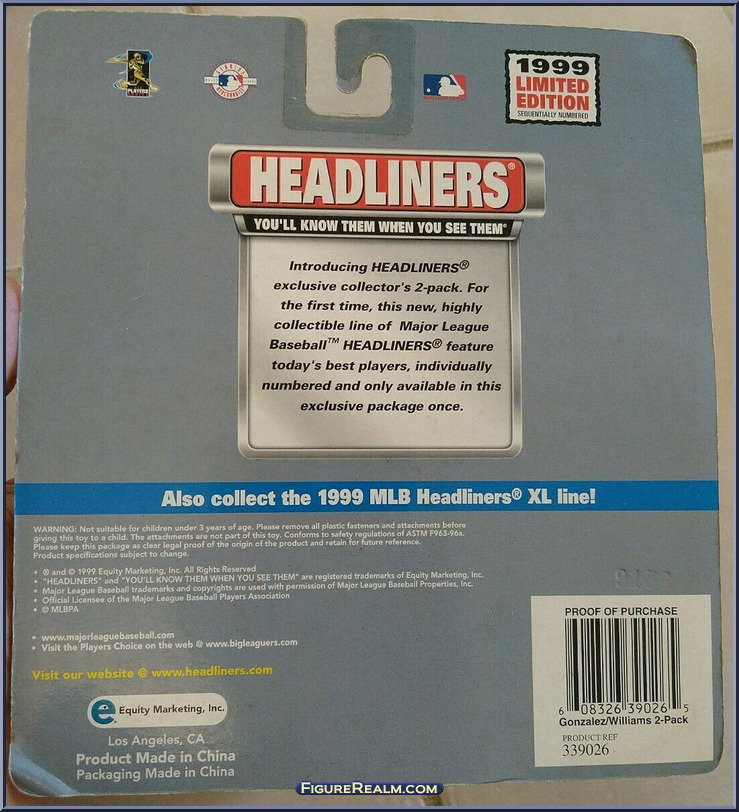 PLAYERS CHOICE
GENUINE MERCHANDISE
1999
LIMITED
EDITION
SEQUENTIALLY NUMBERED
HEADLINERS®
YOU'LL KNOW THEM WHEN YOU SEE THEM®
Introducing HEADLINERS®
exclusive collector's 2-pack. For
the first time, this new, highly
collectible line of Major League
Baseball™ HEADLINERS® feature
today's best players, individually
numbered and only available in this
exclusive package once.
Also collect the 1999 MLB Headliners® XL line!
WARNING: Not suitable for children under 3 years of age. Please remove all plastic fasteners and attachments before
giving this toy to a child. The attachments are not part of this toy. Conforms to safety regulations of ASTM F963-96a.
Please keep this package as clear legal proof of the origin of the product and retain for future reference.
Product specifications subject to change.
• ® and © 1999 Equity Marketing, Inc. All Rights Reserved
• "HEADLINERS" and "YOU'LL KNOW THEM WHEN YOU SEE THEM" are registered trademarks of Equity Marketing, Inc.
• Major League Baseball trademarks and copyrights are used with permission of Major League Baseball Properties, Inc.
• Official Licensee of the Major League Baseball Players Association
• © MLBPA
• www.majorleaguebaseball.com
• Visit the Players Choice on the web @ www.bigleaguers.com
Visit our website @ www.headliners.com
e Equity Marketing, Inc.
Los Angeles, CA
Product Made in China
Packaging Made in China
PROOF OF PURCHASE
6 08326 39026 5
Gonzalez/Williams 2-Pack
PRODUCT REF
339026
FIGUREREALM.COM